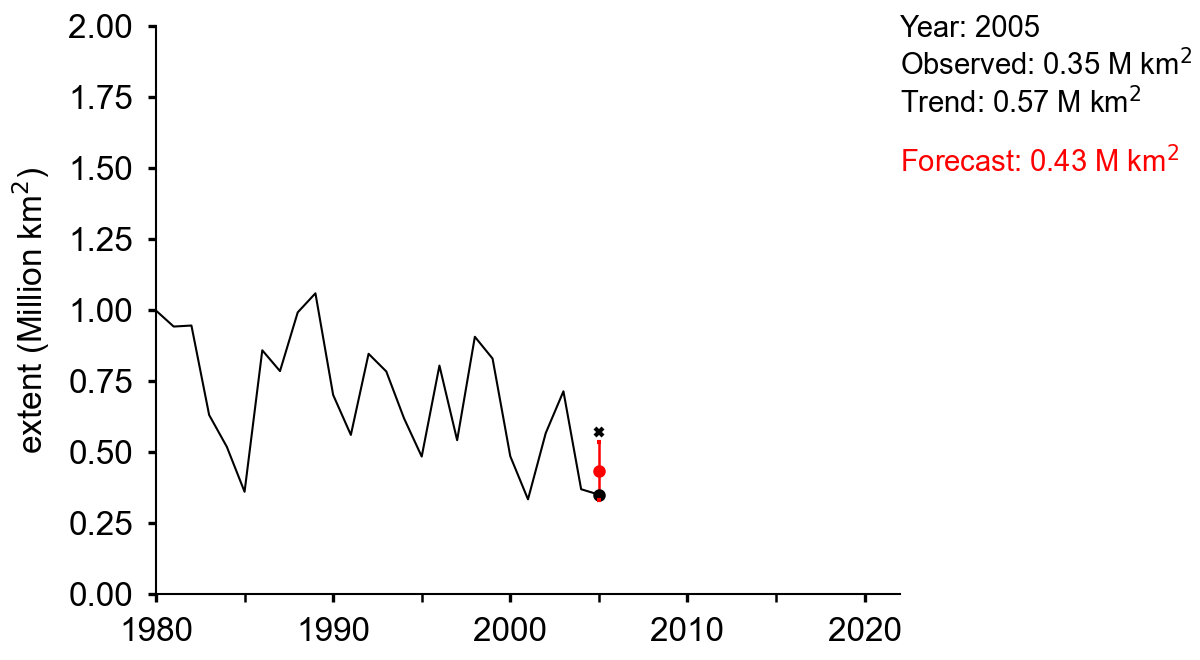 2.00
1.75
1.50
1.25
1.00
0.75
0.50
0.25
0.00
extent (Million km²)
1980 1990 2000 2010 2020
Year: 2005
Observed: 0.35 M km²
Trend: 0.57 M km²
Forecast: 0.43 M km²